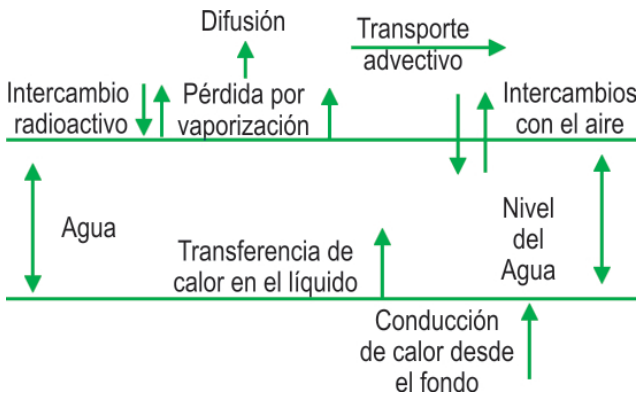 Difusión
Transporte
advectivo
Intercambio
radioactivo
Pérdida por
vaporización
Intercambios
con el aire
Agua
Nivel
del
Agua
Transferencia de
calor en el líquido
Conducción
de calor desde
el fondo